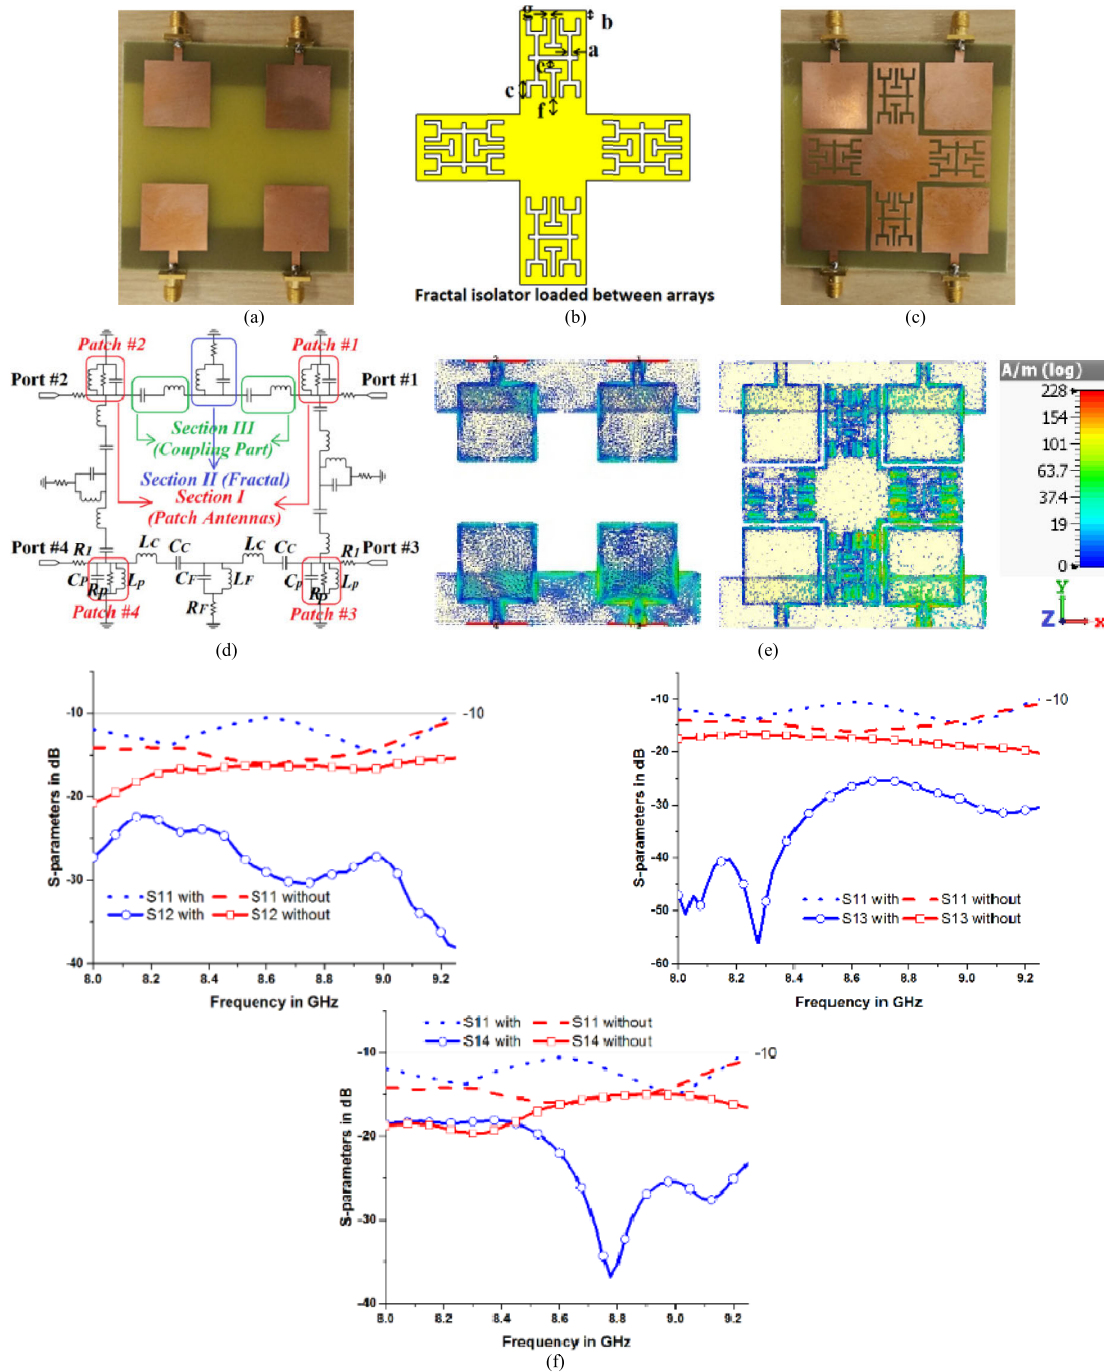 g
b
a
e
c
f
Fractal isolator loaded between arrays
(a)
(b)
(c)
Patch #2
Patch #1
Port #2
Port #1
Section III
(Coupling Part)
Section II (Fractal)
Section I
(Patch Antennas)
Port #4
R1
LC
CC
LC
CC
R1
Port #3
CP
RP
LP
CF
LF
CP
RP
LP
Patch #4
RF
Patch #3
A/m (log)
228
154
101
63.7
37.4
19
0
Y
Z
x
(d)
(e)
-10
-20
-30
-40
S-parameters in dB
-10
S11 with
S11 without
S12 with
S12 without
8.0
8.2
8.4
8.6
8.8
9.0
9.2
Frequency in GHz
-10
-20
-30
-40
-50
-60
S-parameters in dB
-10
S11 with
S11 without
S13 with
S13 without
8.0
8.2
8.4
8.6
8.8
9.0
9.2
Frequency in GHz
S11 with
S11 without
S14 with
S14 without
-10
-20
-30
-40
S-parameters in dB
-10
8.0
8.2
8.4
8.6
8.8
9.0
9.2
Frequency in GHz
(f)